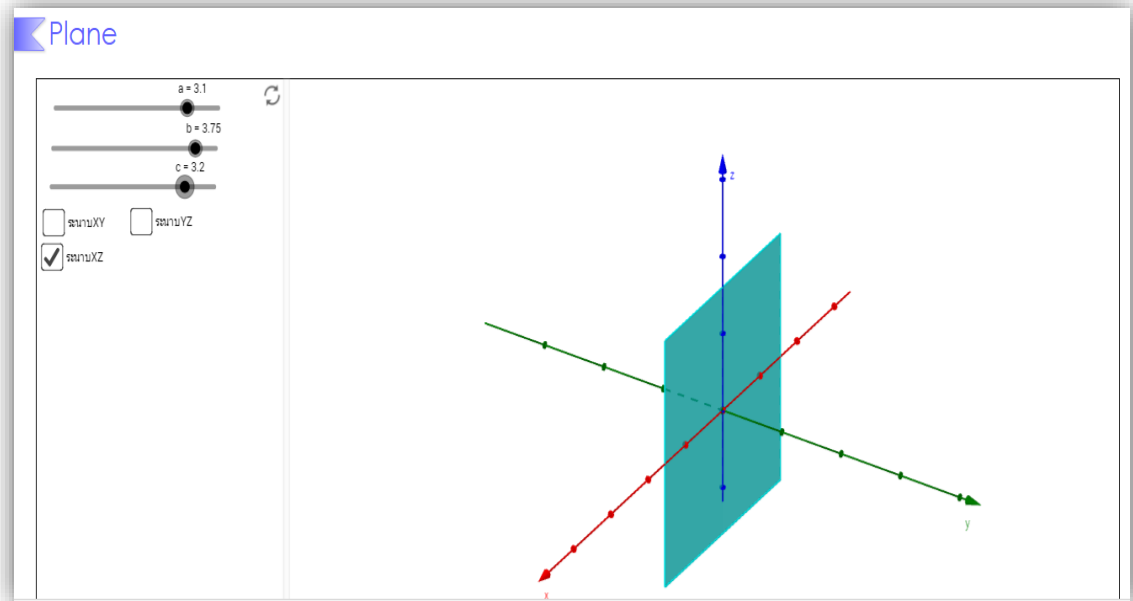 Plane
a = 3.1
b = 3.75
c = 3.2
ระนาบXY ระนาบYZ
ระนาบXZ
z
y
x